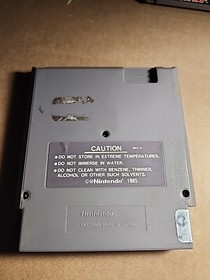 CAUTION
• DO NOT STORE IN EXTREME TEMPERATURES.
• DO NOT IMMERSE IN WATER.
• DO NOT CLEAN WITH BENZENE, THINNER,
ALCOHOL OR OTHER SUCH SOLVENTS.
©Nintendo 1985
Nintendo